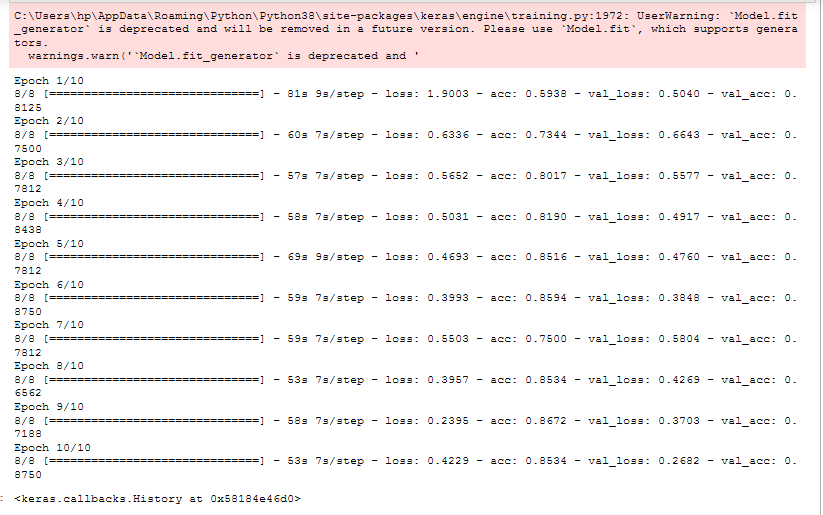 C:\Users\hp\AppData\Roaming\Python\Python38\site-packages\keras\engine\training.py:1972: UserWarning: `Model.fit
_generator` is deprecated and will be removed in a future version. Please use `Model.fit`, which supports genera
tors.
  warnings.warn('`Model.fit_generator` is deprecated and '
Epoch 1/10
8/8 [==============================] - 81s 9s/step - loss: 1.9003 - acc: 0.5938 - val_loss: 0.5040 - val_acc: 0.
8125
Epoch 2/10
8/8 [==============================] - 60s 7s/step - loss: 0.6336 - acc: 0.7344 - val_loss: 0.6643 - val_acc: 0.
7500
Epoch 3/10
8/8 [==============================] - 57s 7s/step - loss: 0.5652 - acc: 0.8017 - val_loss: 0.5577 - val_acc: 0.
7812
Epoch 4/10
8/8 [==============================] - 58s 7s/step - loss: 0.5031 - acc: 0.8190 - val_loss: 0.4917 - val_acc: 0.
8438
Epoch 5/10
8/8 [==============================] - 69s 9s/step - loss: 0.4693 - acc: 0.8516 - val_loss: 0.4760 - val_acc: 0.
7812
Epoch 6/10
8/8 [==============================] - 59s 7s/step - loss: 0.3993 - acc: 0.8594 - val_loss: 0.3848 - val_acc: 0.
8750
Epoch 7/10
8/8 [==============================] - 59s 7s/step - loss: 0.5503 - acc: 0.7500 - val_loss: 0.5804 - val_acc: 0.
7812
Epoch 8/10
8/8 [==============================] - 53s 7s/step - loss: 0.3957 - acc: 0.8534 - val_loss: 0.4269 - val_acc: 0.
6562
Epoch 9/10
8/8 [==============================] - 58s 7s/step - loss: 0.2395 - acc: 0.8672 - val_loss: 0.3703 - val_acc: 0.
7188
Epoch 10/10
8/8 [==============================] - 53s 7s/step - loss: 0.4229 - acc: 0.8534 - val_loss: 0.2682 - val_acc: 0.
8750
: <keras.callbacks.History at 0x58184e46d0>